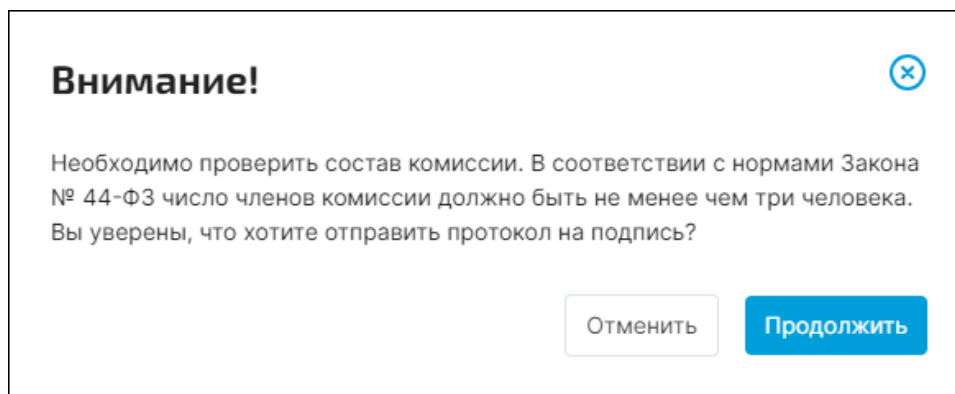 Внимание!
Необходимо проверить состав комиссии. В соответствии с нормами Закона
№ 44-ФЗ число членов комиссии должно быть не менее чем три человека.
Вы уверены, что хотите отправить протокол на подпись?
Отменить
Продолжить